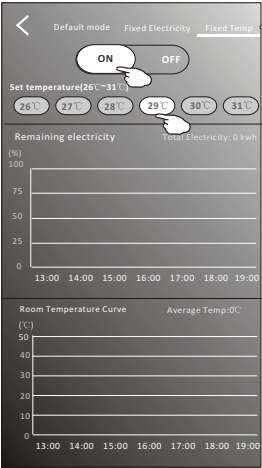 Default mode Fixed Electricity Fixed Temp
ON OFF
Set temperature(26℃~31℃)
26℃ 27℃ 28℃ 29℃ 30℃ 31℃
Remaining electricity Total Electricity: 0 kwh
(%)
100
75
50
25
0
13:00 14:00 15:00 16:00 17:00 18:00 19:00
Room Temperature Curve Average Temp:0℃
(℃)
50
40
30
20
10
0
13:00 14:00 15:00 16:00 17:00 18:00 19:00